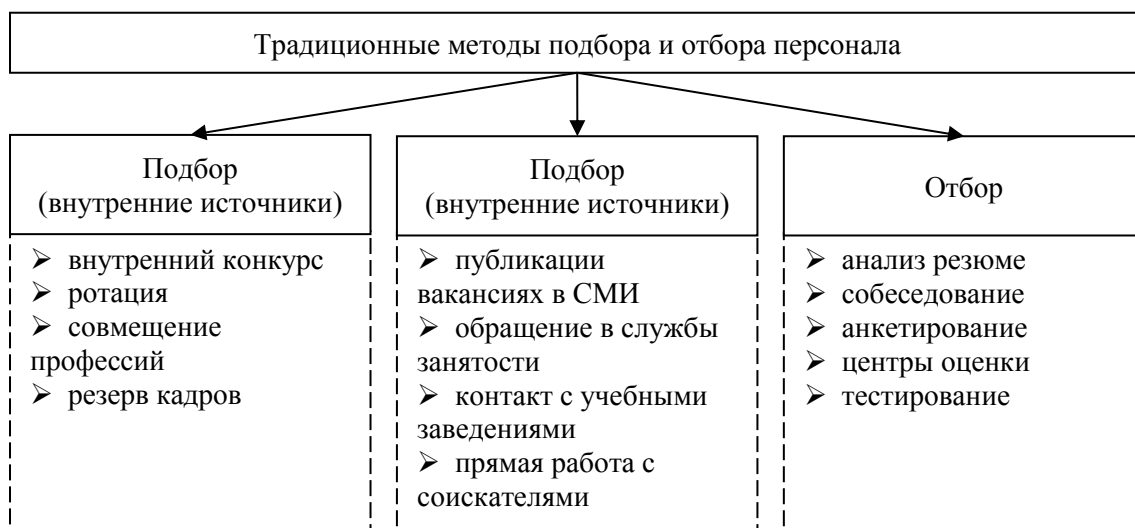 Традиционные методы подбора и отбора персонала
Подбор
(внутренние источники)
➢ внутренний конкурс
➢ ротация
➢ совмещение
профессий
➢ резерв кадров
Подбор
(внутренние источники)
➢ публикации
вакансиях в СМИ
➢ обращение в службы
занятости
➢ контакт с учебными
заведениями
➢ прямая работа с
соискателями
Отбор
➢ анализ резюме
➢ собеседование
➢ анкетирование
➢ центры оценки
➢ тестирование